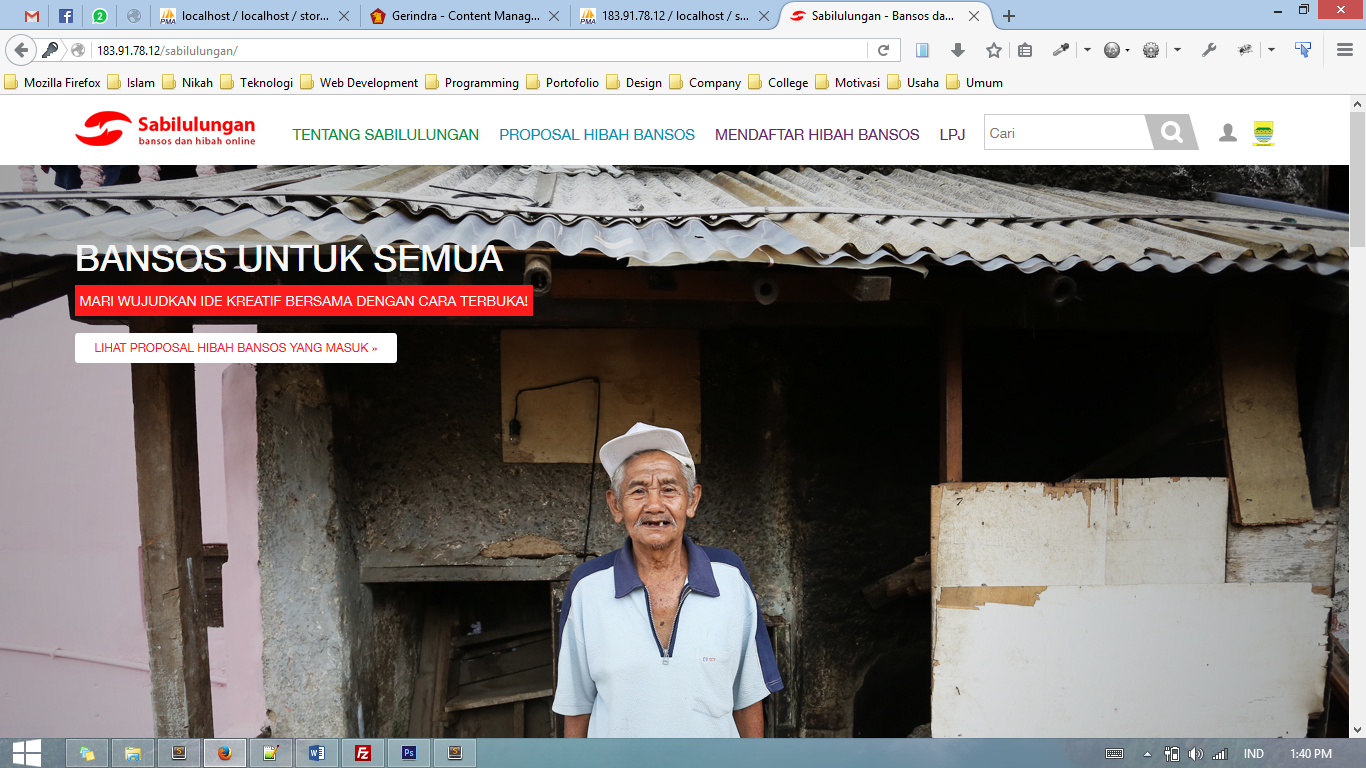 localhost / localhost / stor...
Gerindra - Content Manag...
183.91.78.12 / localhost / s...
Sabilulungan - Bansos da...
183.91.78.12/sabilulungan/
Mozilla Firefox Islam Nikah Teknologi Web Development Programming Portofolio Design Company College Motivasi Usaha Umum
Sabilulungan
bansos dan hibah online
TENTANG SABILULUNGAN PROPOSAL HIBAH BANSOS MENDAFTAR HIBAH BANSOS LPJ Cari
BANSOS UNTUK SEMUA
MARI WUJUDKAN IDE KREATIF BERSAMA DENGAN CARA TERBUKA!
LIHAT PROPOSAL HIBAH BANSOS YANG MASUK »
7
IND 1:40 PM